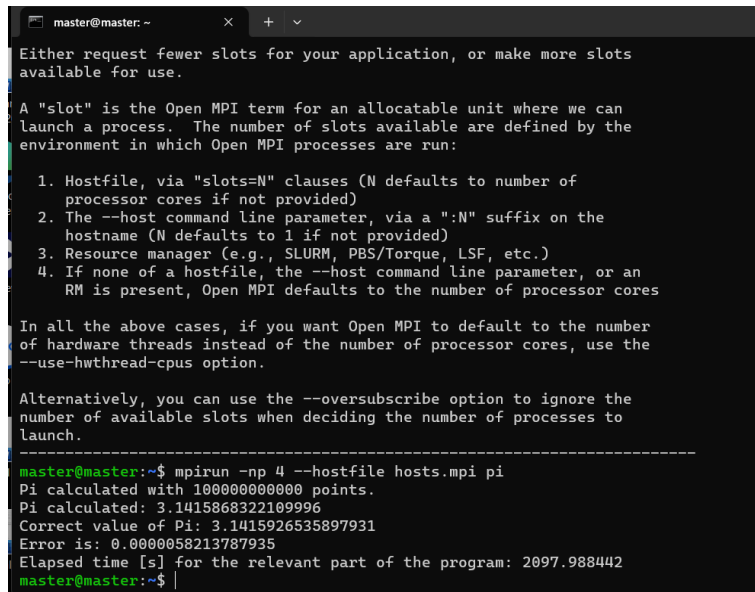 master@master: ~
Either request fewer slots for your application, or make more slots
available for use.
A "slot" is the Open MPI term for an allocatable unit where we can
launch a process.  The number of slots available are defined by the
environment in which Open MPI processes are run:
1. Hostfile, via "slots=N" clauses (N defaults to number of
processor cores if not provided)
2. The --host command line parameter, via a ":N" suffix on the
hostname (N defaults to 1 if not provided)
3. Resource manager (e.g., SLURM, PBS/Torque, LSF, etc.)
4. If none of a hostfile, the --host command line parameter, or an
RM is present, Open MPI defaults to the number of processor cores
In all the above cases, if you want Open MPI to default to the number
of hardware threads instead of the number of processor cores, use the
--use-hwthread-cpus option.
Alternatively, you can use the --oversubscribe option to ignore the
number of available slots when deciding the number of processes to
launch.
--------------------------------------------------------------------------
master@master:~$ mpirun -np 4 --hostfile hosts.mpi pi
Pi calculated with 100000000000 points.
Pi calculated: 3.1415868322109996
Correct value of Pi: 3.1415926535897931
Error is: 0.0000058213787935
Elapsed time [s] for the relevant part of the program: 2097.988442
master@master:~$